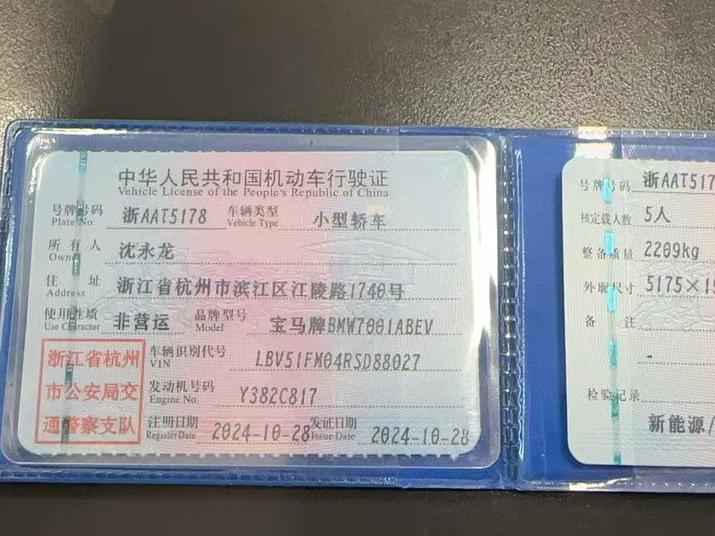 中华人民共和国机动车行驶证
Vehicle License of the People's Republic of China
号牌号码 浙AAT5178 车辆类型 小型轿车
Plate No. Vehicle Type
所有人 沈永龙
Owner
住址 浙江省杭州市滨江区江陵路1740号
Address
使用性质 非营运 品牌型号 宝马牌BMW7001ABEV
Use Character Model
浙江省杭州
市公安局交
通警察支队
车辆识别代号 LBV51FM04RSD88027
VIN
发动机号码 Y382C817
Engine No.
注册日期 2024-10-28 发证日期 2024-10-28
Register Date Issue Date
号牌号码 浙AAT517
核定载人数 5人
整备质量 2209kg
外廓尺寸 5175×19
备注
检验记录
新能源/